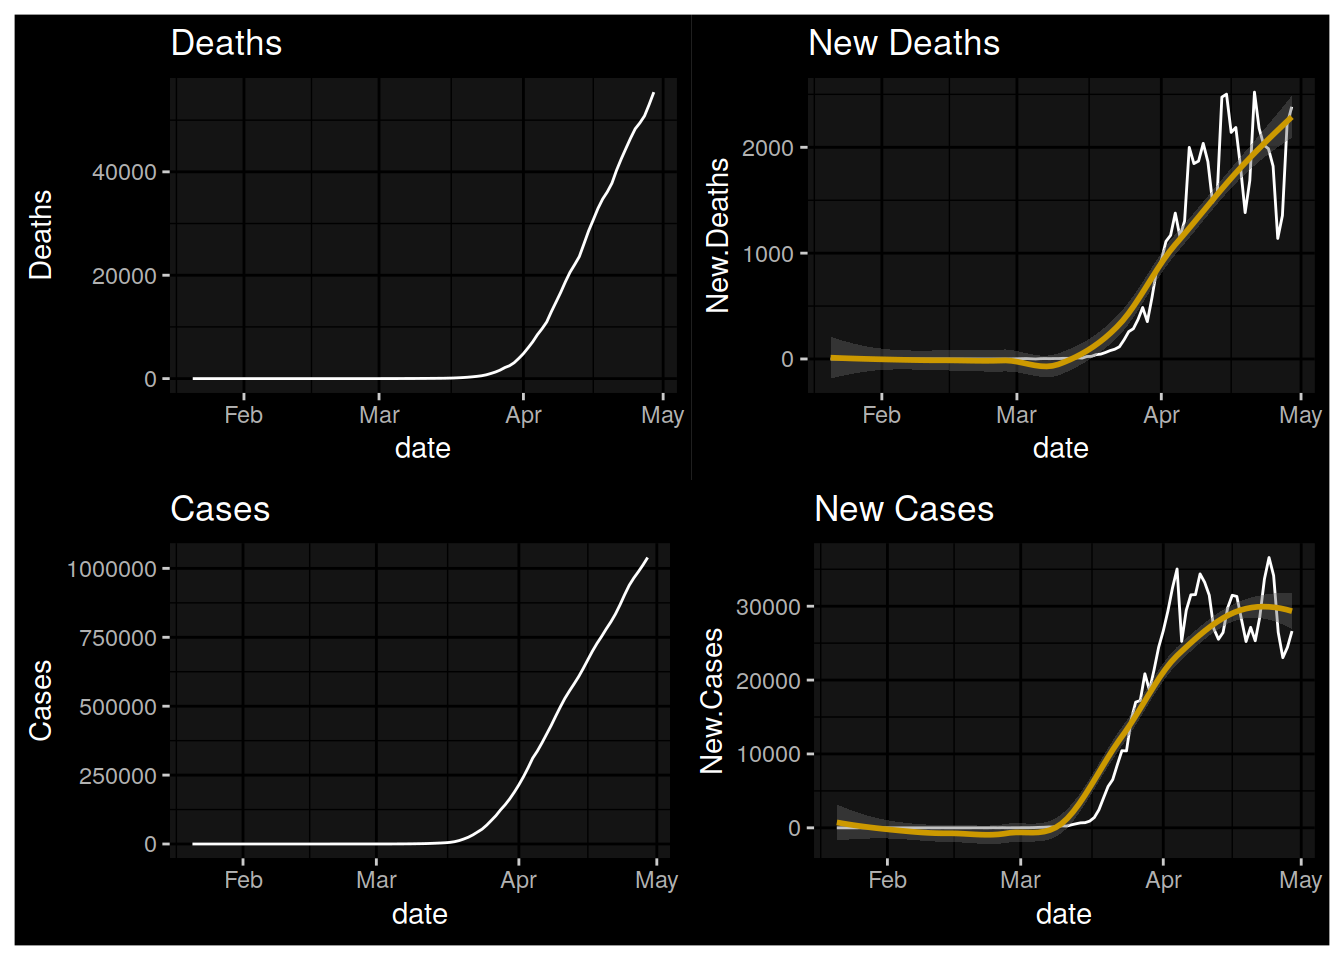 Deaths
Deaths
40000
20000
0
Feb Mar Apr May
date
New Deaths
New.Deaths
2000
1000
0
Feb Mar Apr May
date
Cases
Cases
1000000
750000
500000
250000
0
Feb Mar Apr May
date
New Cases
New.Cases
30000
20000
10000
0
Feb Mar Apr May
date